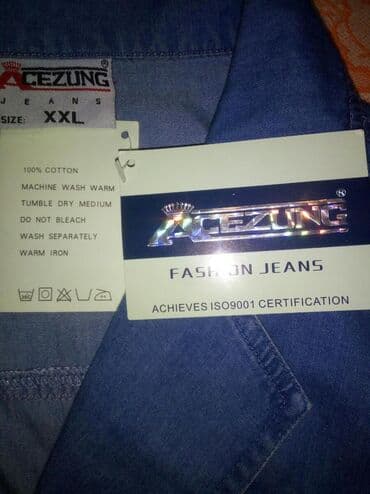 ACEZUNG
JEANS
SIZE: XXL
100% COTTON
MACHINE WASH WARM
TUMBLE DRY MEDIUM
DO NOT BLEACH
WASH SEPARATELY
WARM IRON
ACEZUNG ®
FASHION JEANS
ACHIEVES ISO9001 CERTIFICATION